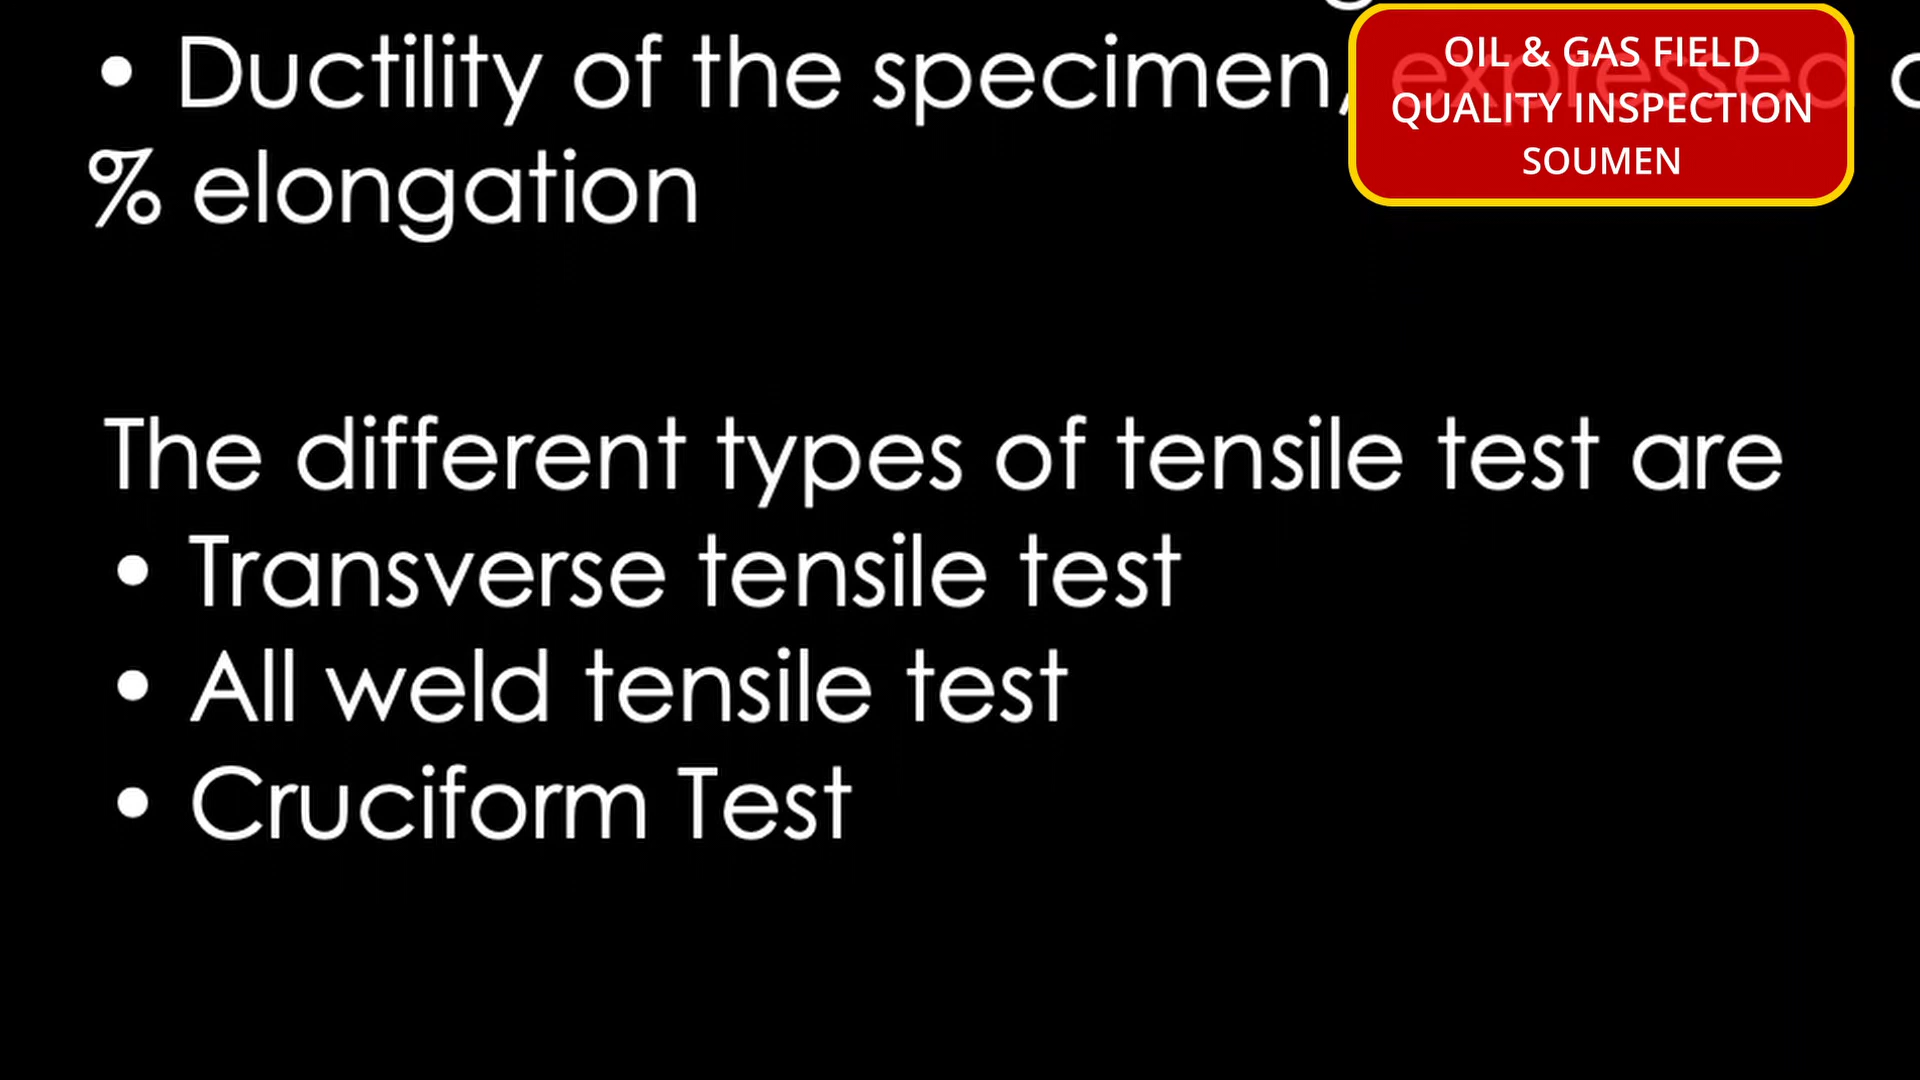 • Ductility of the specimen, expressed
% elongation
The different types of tensile test are
• Transverse tensile test
• All weld tensile test
• Cruciform Test
OIL & GAS FIELD
QUALITY INSPECTION
SOUMEN